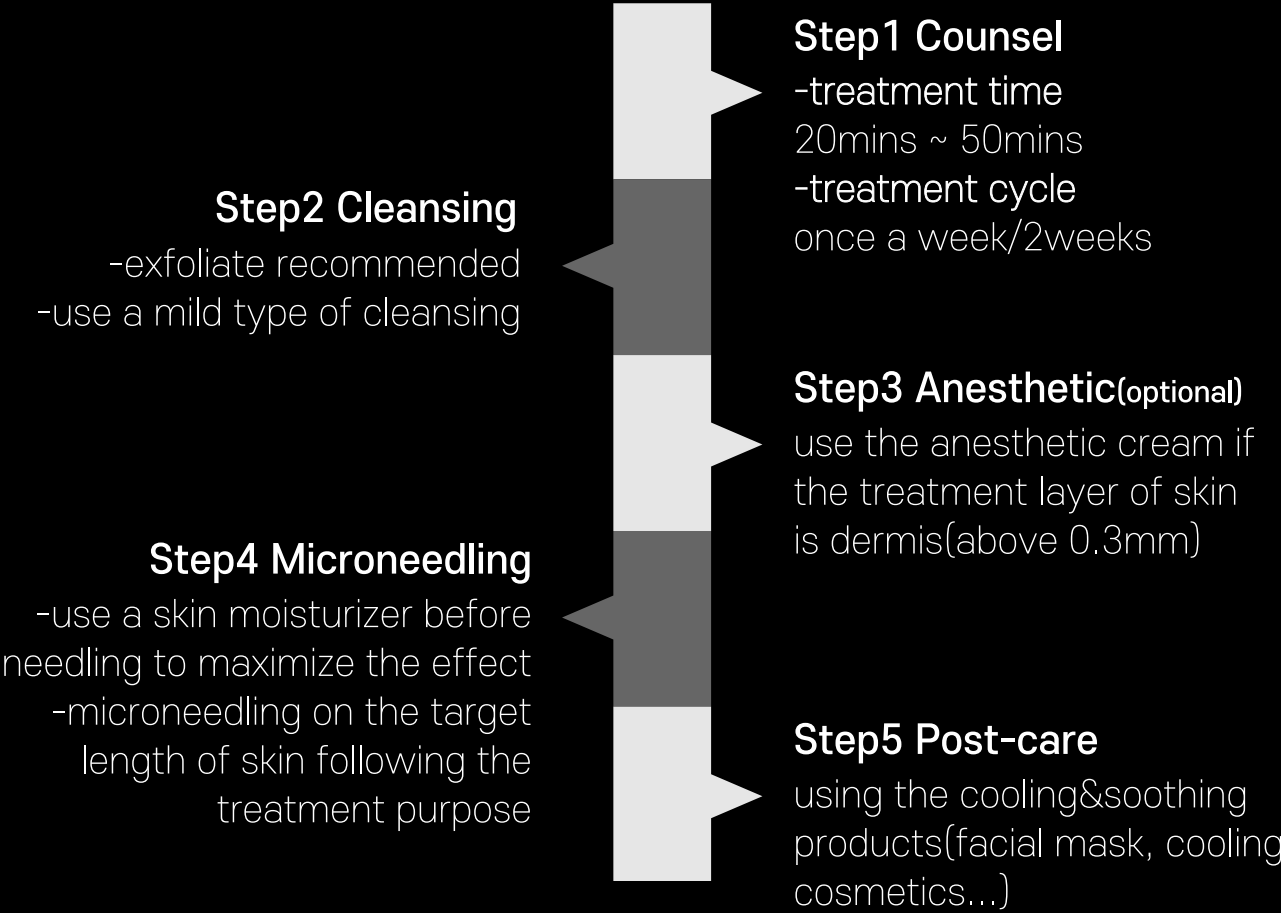 Step1 Counsel
-treatment time
20mins ~ 50mins
-treatment cycle
once a week/2weeks
Step2 Cleansing
-exfoliate recommended
-use a mild type of cleansing
Step3 Anesthetic(optional)
use the anesthetic cream if
the treatment layer of skin
is dermis(above 0.3mm)
Step4 Microneedling
-use a skin moisturizer before
needling to maximize the effect
-microneedling on the target
length of skin following the
treatment purpose
Step5 Post-care
using the cooling&soothing
products(facial mask, cooling
cosmetics...)